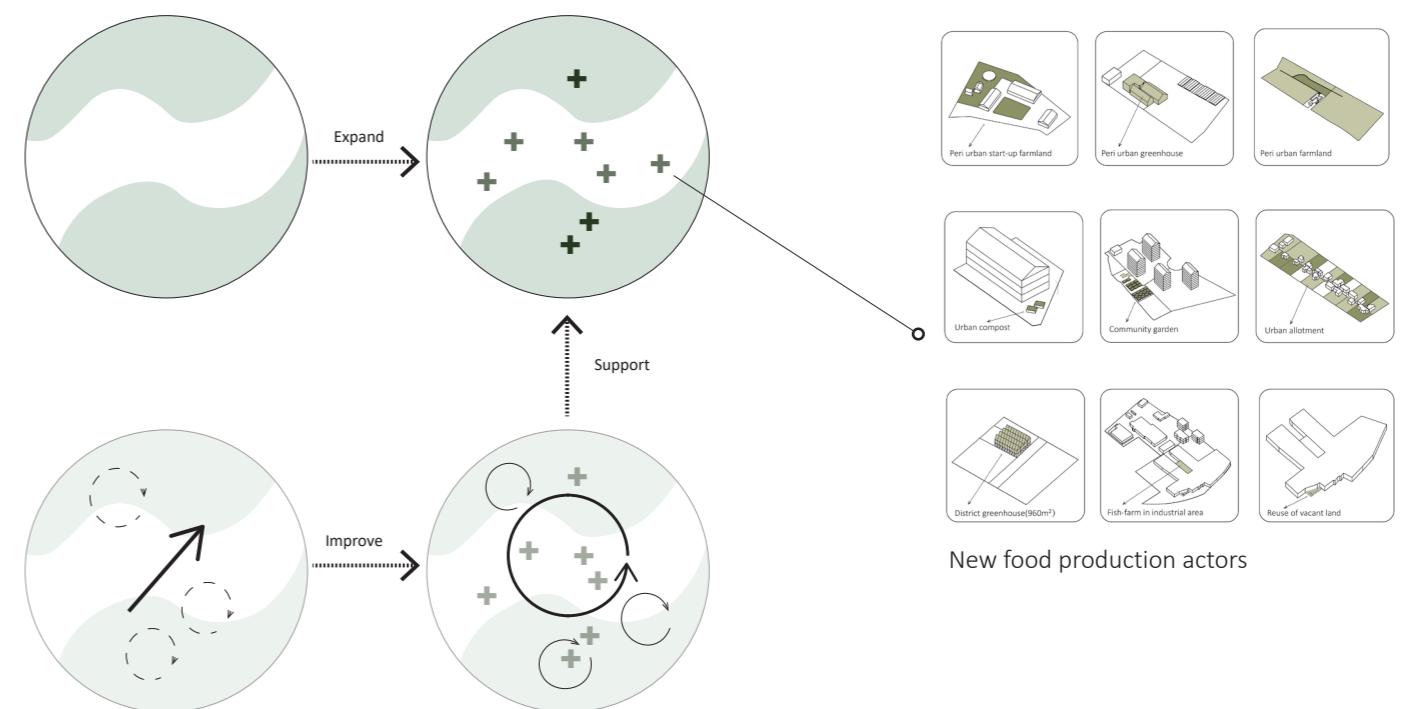 Expand
Support
Improve
Peri urban start-up farmland
Peri urban greenhouse
Peri urban farmland
Urban compost
Community garden
Urban allotment
District greenhouse(960m²)
Fish-farm in industrial area
Reuse of vacant land
New food production actors